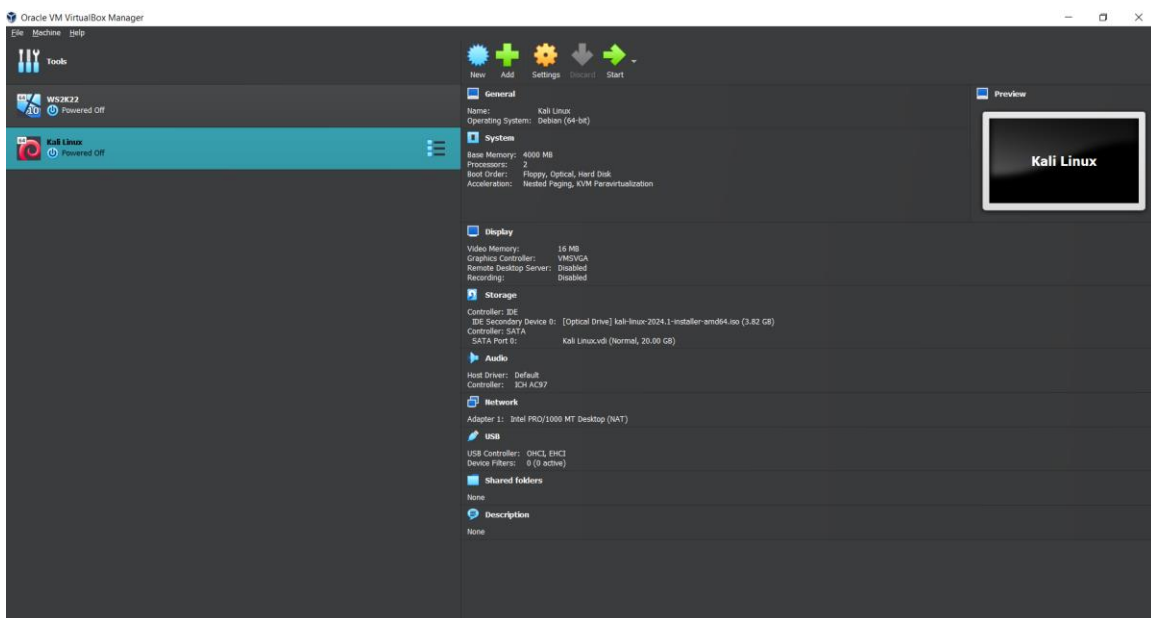 Oracle VM VirtualBox Manager
File Machine Help
Tools
New Add Settings Discard Start
WS2K22
Powered Off
Kali Linux
Powered Off
General
Name: Kali Linux
Operating System: Debian (64-bit)
Preview
Kali Linux
System
Base Memory: 4000 MB
Processors: 2
Boot Order: Floppy, Optical, Hard Disk
Acceleration: Nested Paging, KVM Paravirtualization
Display
Video Memory: 16 MB
Graphics Controller: VMSVGA
Remote Desktop Server: Disabled
Recording: Disabled
Storage
Controller: IDE
IDE Secondary Device 0: [Optical Drive] kali-linux-2024.1-installer-amd64.iso (3.82 GB)
Controller: SATA
SATA Port 0: Kali Linux.vdi (Normal, 20.00 GB)
Audio
Host Driver: Default
Controller: ICH AC97
Network
Adapter 1: Intel PRO/1000 MT Desktop (NAT)
USB
USB Controller: OHCI, EHCI
Device Filters: 0 (0 active)
Shared folders
None
Description
None